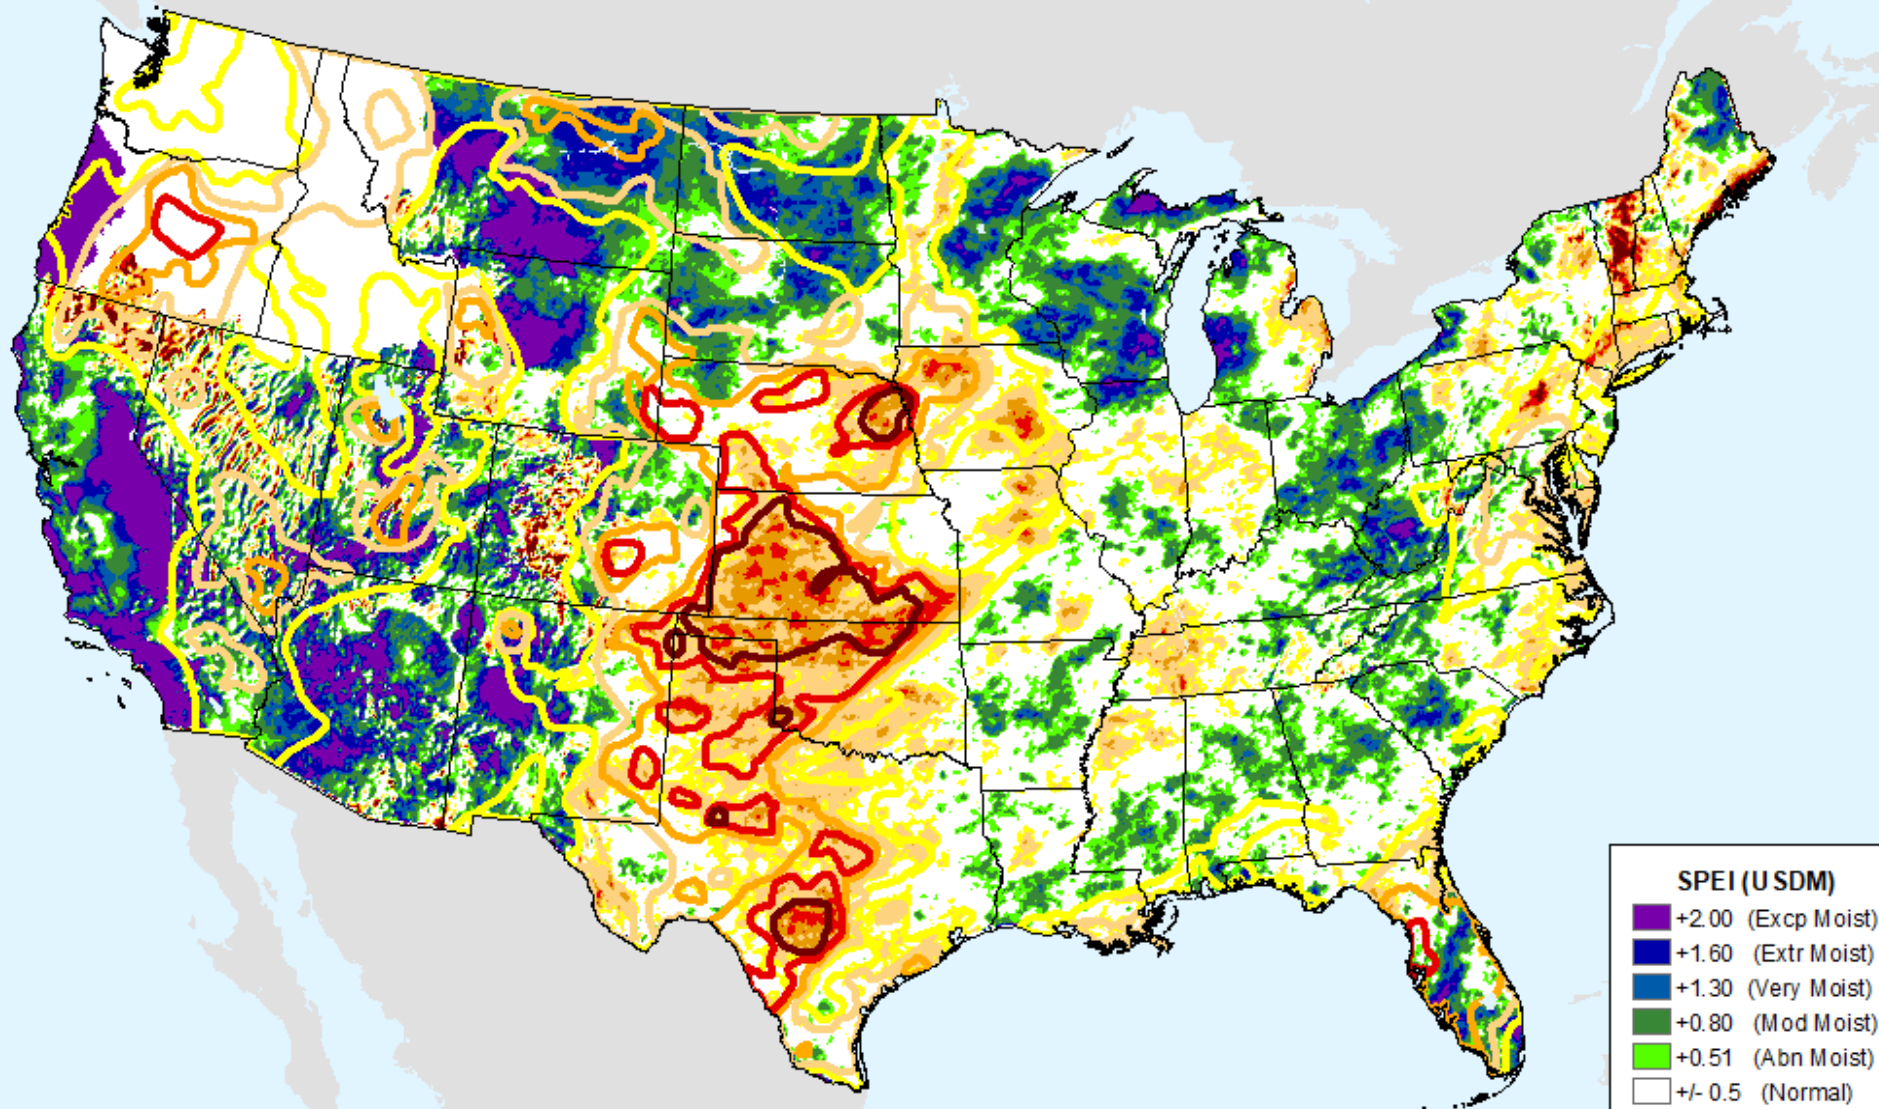 SPEI (USDM)
+2.00 (Excp Moist)
+1.60 (Extr Moist)
+1.30 (Very Moist)
+0.80 (Mod Moist)
+0.51 (Abn Moist)
+/- 0.5 (Normal)